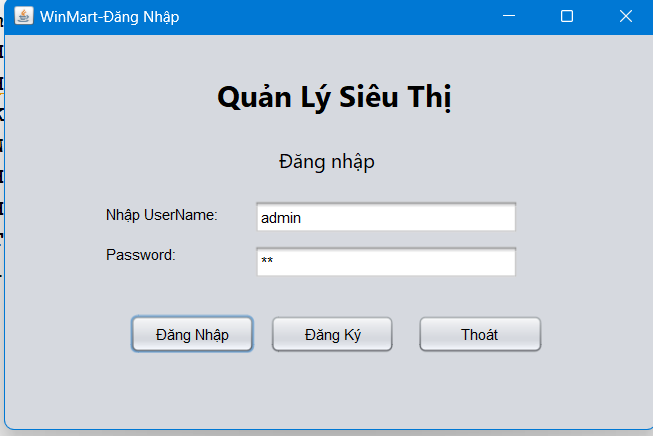 WinMart-Đăng Nhập
Quản Lý Siêu Thị
Đăng nhập
Nhập UserName: admin
Password: **
Đăng Nhập Đăng Ký Thoát